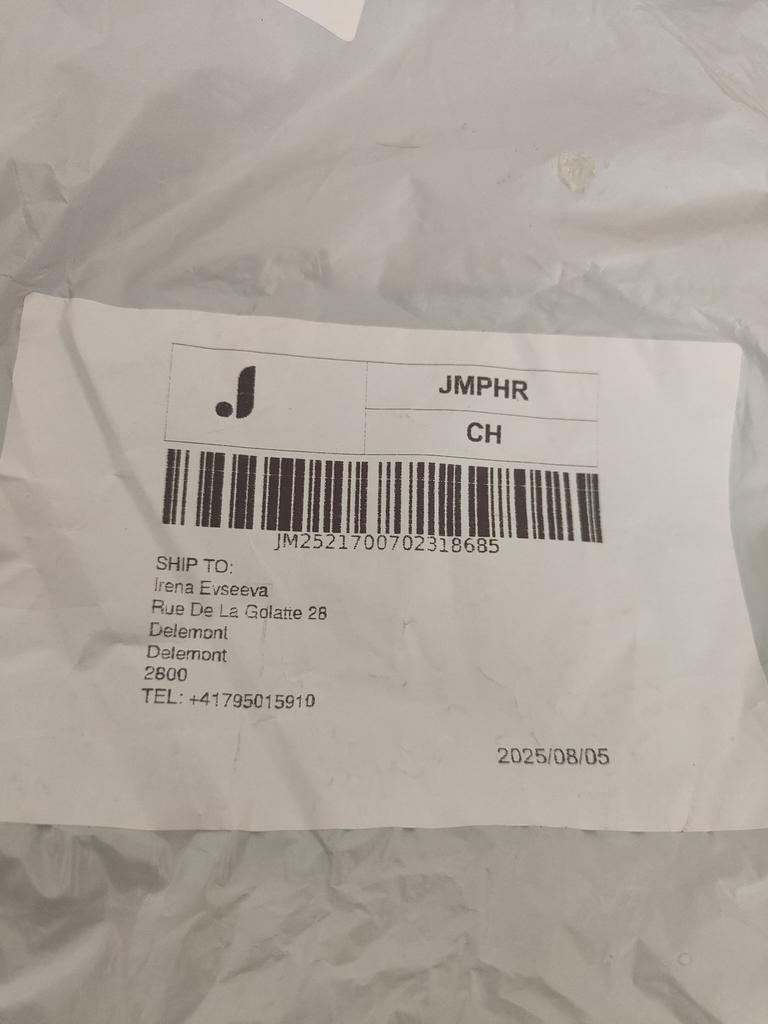 JMPHR
CH
JM2521700702318685
SHIP TO:
Irena Evseeva
Rue De La Golatte 28
Delemont
Delemont
2800
TEL: +41795015910
2025/08/05